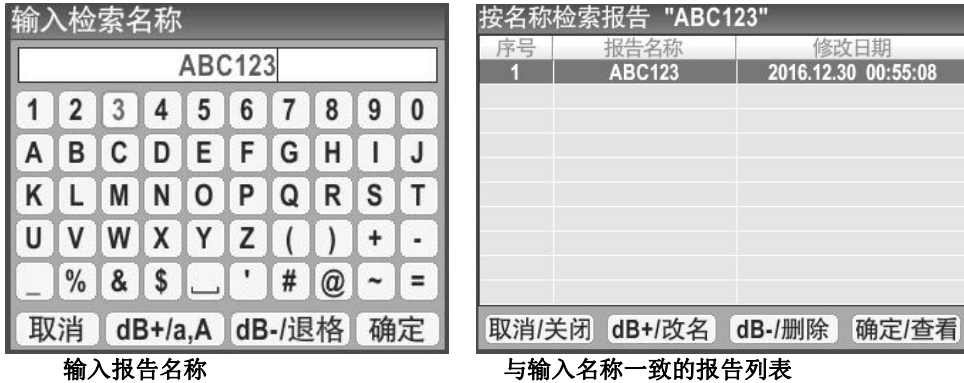 输入检索名称
ABC123
1 2 3 4 5 6 7 8 9 0
A B C D E F G H I J
K L M N O P Q R S T
U V W X Y Z ( ) + -
_ % & $ ⎵ ' # @ ~ =
取消 dB+/a,A dB-/退格 确定
输入报告名称
按名称检索报告 "ABC123"
序号 报告名称 修改日期
1 ABC123 2016.12.30 00:55:08
取消/关闭 dB+/改名 dB-/删除 确定/查看
与输入名称一致的报告列表